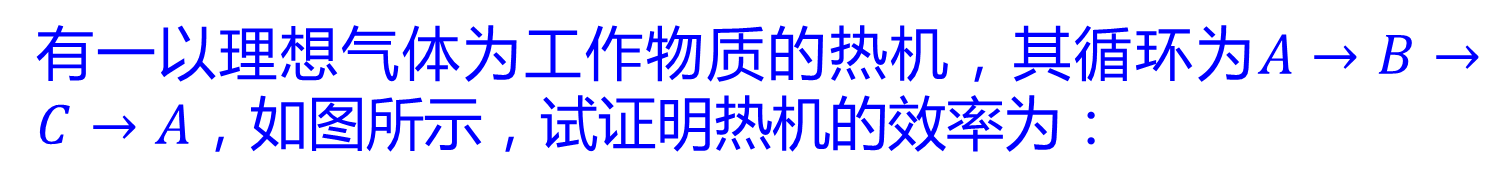 有一以理想气体为工作物质的热机，其循环为A → B →
C → A，如图所示，试证明热机的效率为：